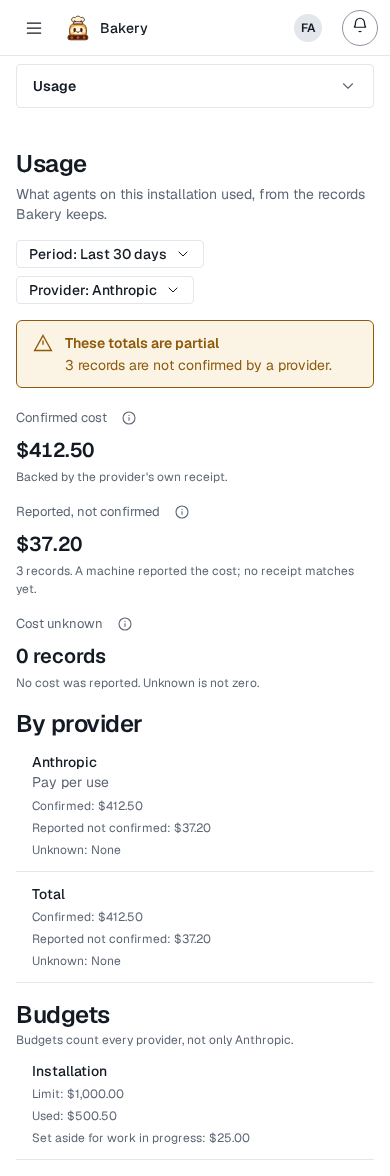 Bakery
FA
Usage
Usage
What agents on this installation used, from the records
Bakery keeps.
Period: Last 30 days
Provider: Anthropic
These totals are partial
3 records are not confirmed by a provider.
Confirmed cost
$412.50
Backed by the provider's own receipt.
Reported, not confirmed
$37.20
3 records. A machine reported the cost; no receipt matches
yet.
Cost unknown
0 records
No cost was reported. Unknown is not zero.
By provider
Anthropic
Pay per use
Confirmed: $412.50
Reported not confirmed: $37.20
Unknown: None
Total
Confirmed: $412.50
Reported not confirmed: $37.20
Unknown: None
Budgets
Budgets count every provider, not only Anthropic.
Installation
Limit: $1,000.00
Used: $500.50
Set aside for work in progress: $25.00